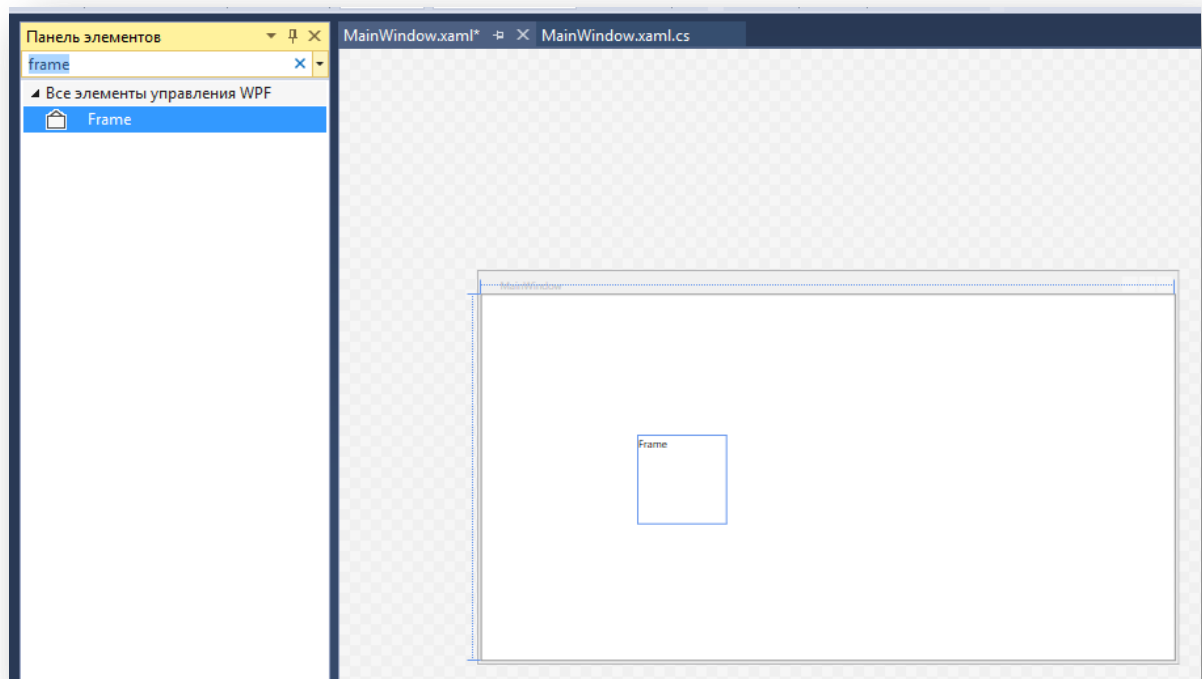 Панель элементов
frame
Все элементы управления WPF
Frame
MainWindow.xaml*
MainWindow.xaml.cs
MainWindow
Frame